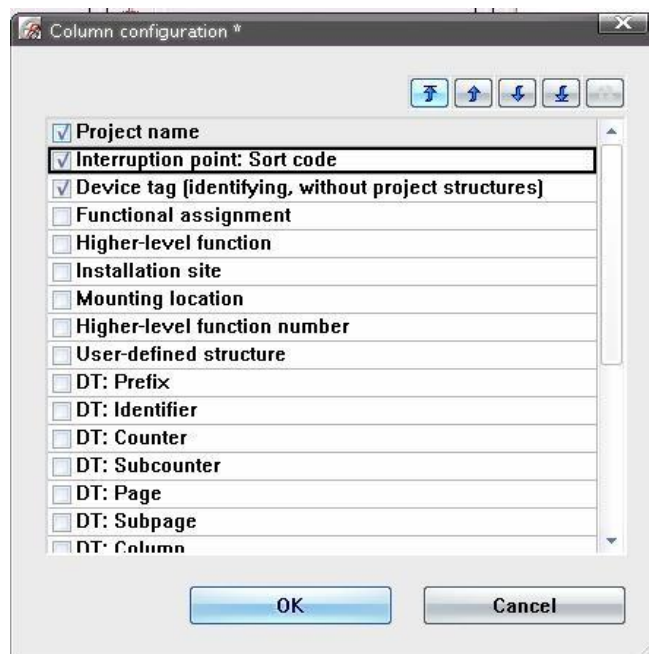 Column configuration *
Project name
Interruption point: Sort code
Device tag (identifying, without project structures)
Functional assignment
Higher-level function
Installation site
Mounting location
Higher-level function number
User-defined structure
DT: Prefix
DT: Identifier
DT: Counter
DT: Subcounter
DT: Page
DT: Subpage
DT: Column
OK
Cancel